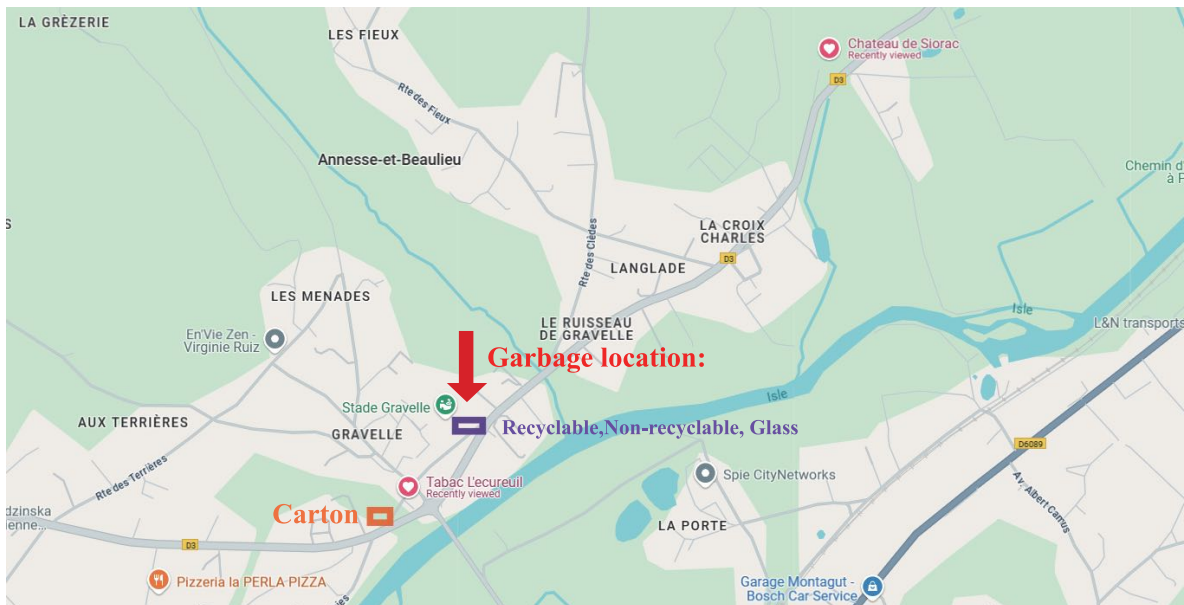 LA GRÈZERIE
LES FIEUX
Chateau de Siorac
Recently viewed
D3
Rte des Fieux
Annesse-et-Beaulieu
Chemin d'
à P
S
LA CROIX
CHARLES
Rte des Clèdes
LANGLADE
D3
LES MENADES
Isle
En'Vie Zen -
Virginie Ruiz
LE RUISSEAU
DE GRAVELLE
L&N transports
Garbage location:
Isle
Stade Gravelle
AUX TERRIÈRES
GRAVELLE
Recyclable,Non-recyclable, Glass
D6089
Rte des Terrières
Tabac L'ecureuil
Recently viewed
Spie CityNetworks
Av. Albert Camus
dzinska
ienne...
Carton
LA PORTE
D3
Pizzeria la PERLA PIZZA
Garage Montagut -
Bosch Car Service